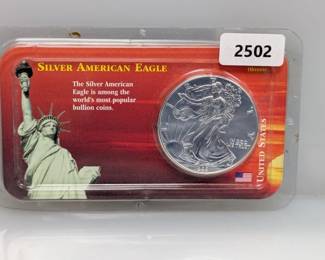 2502
SILVER AMERICAN EAGLE
The Silver American
Eagle is among the
world's most popular
bullion coins.
UNITED STATES